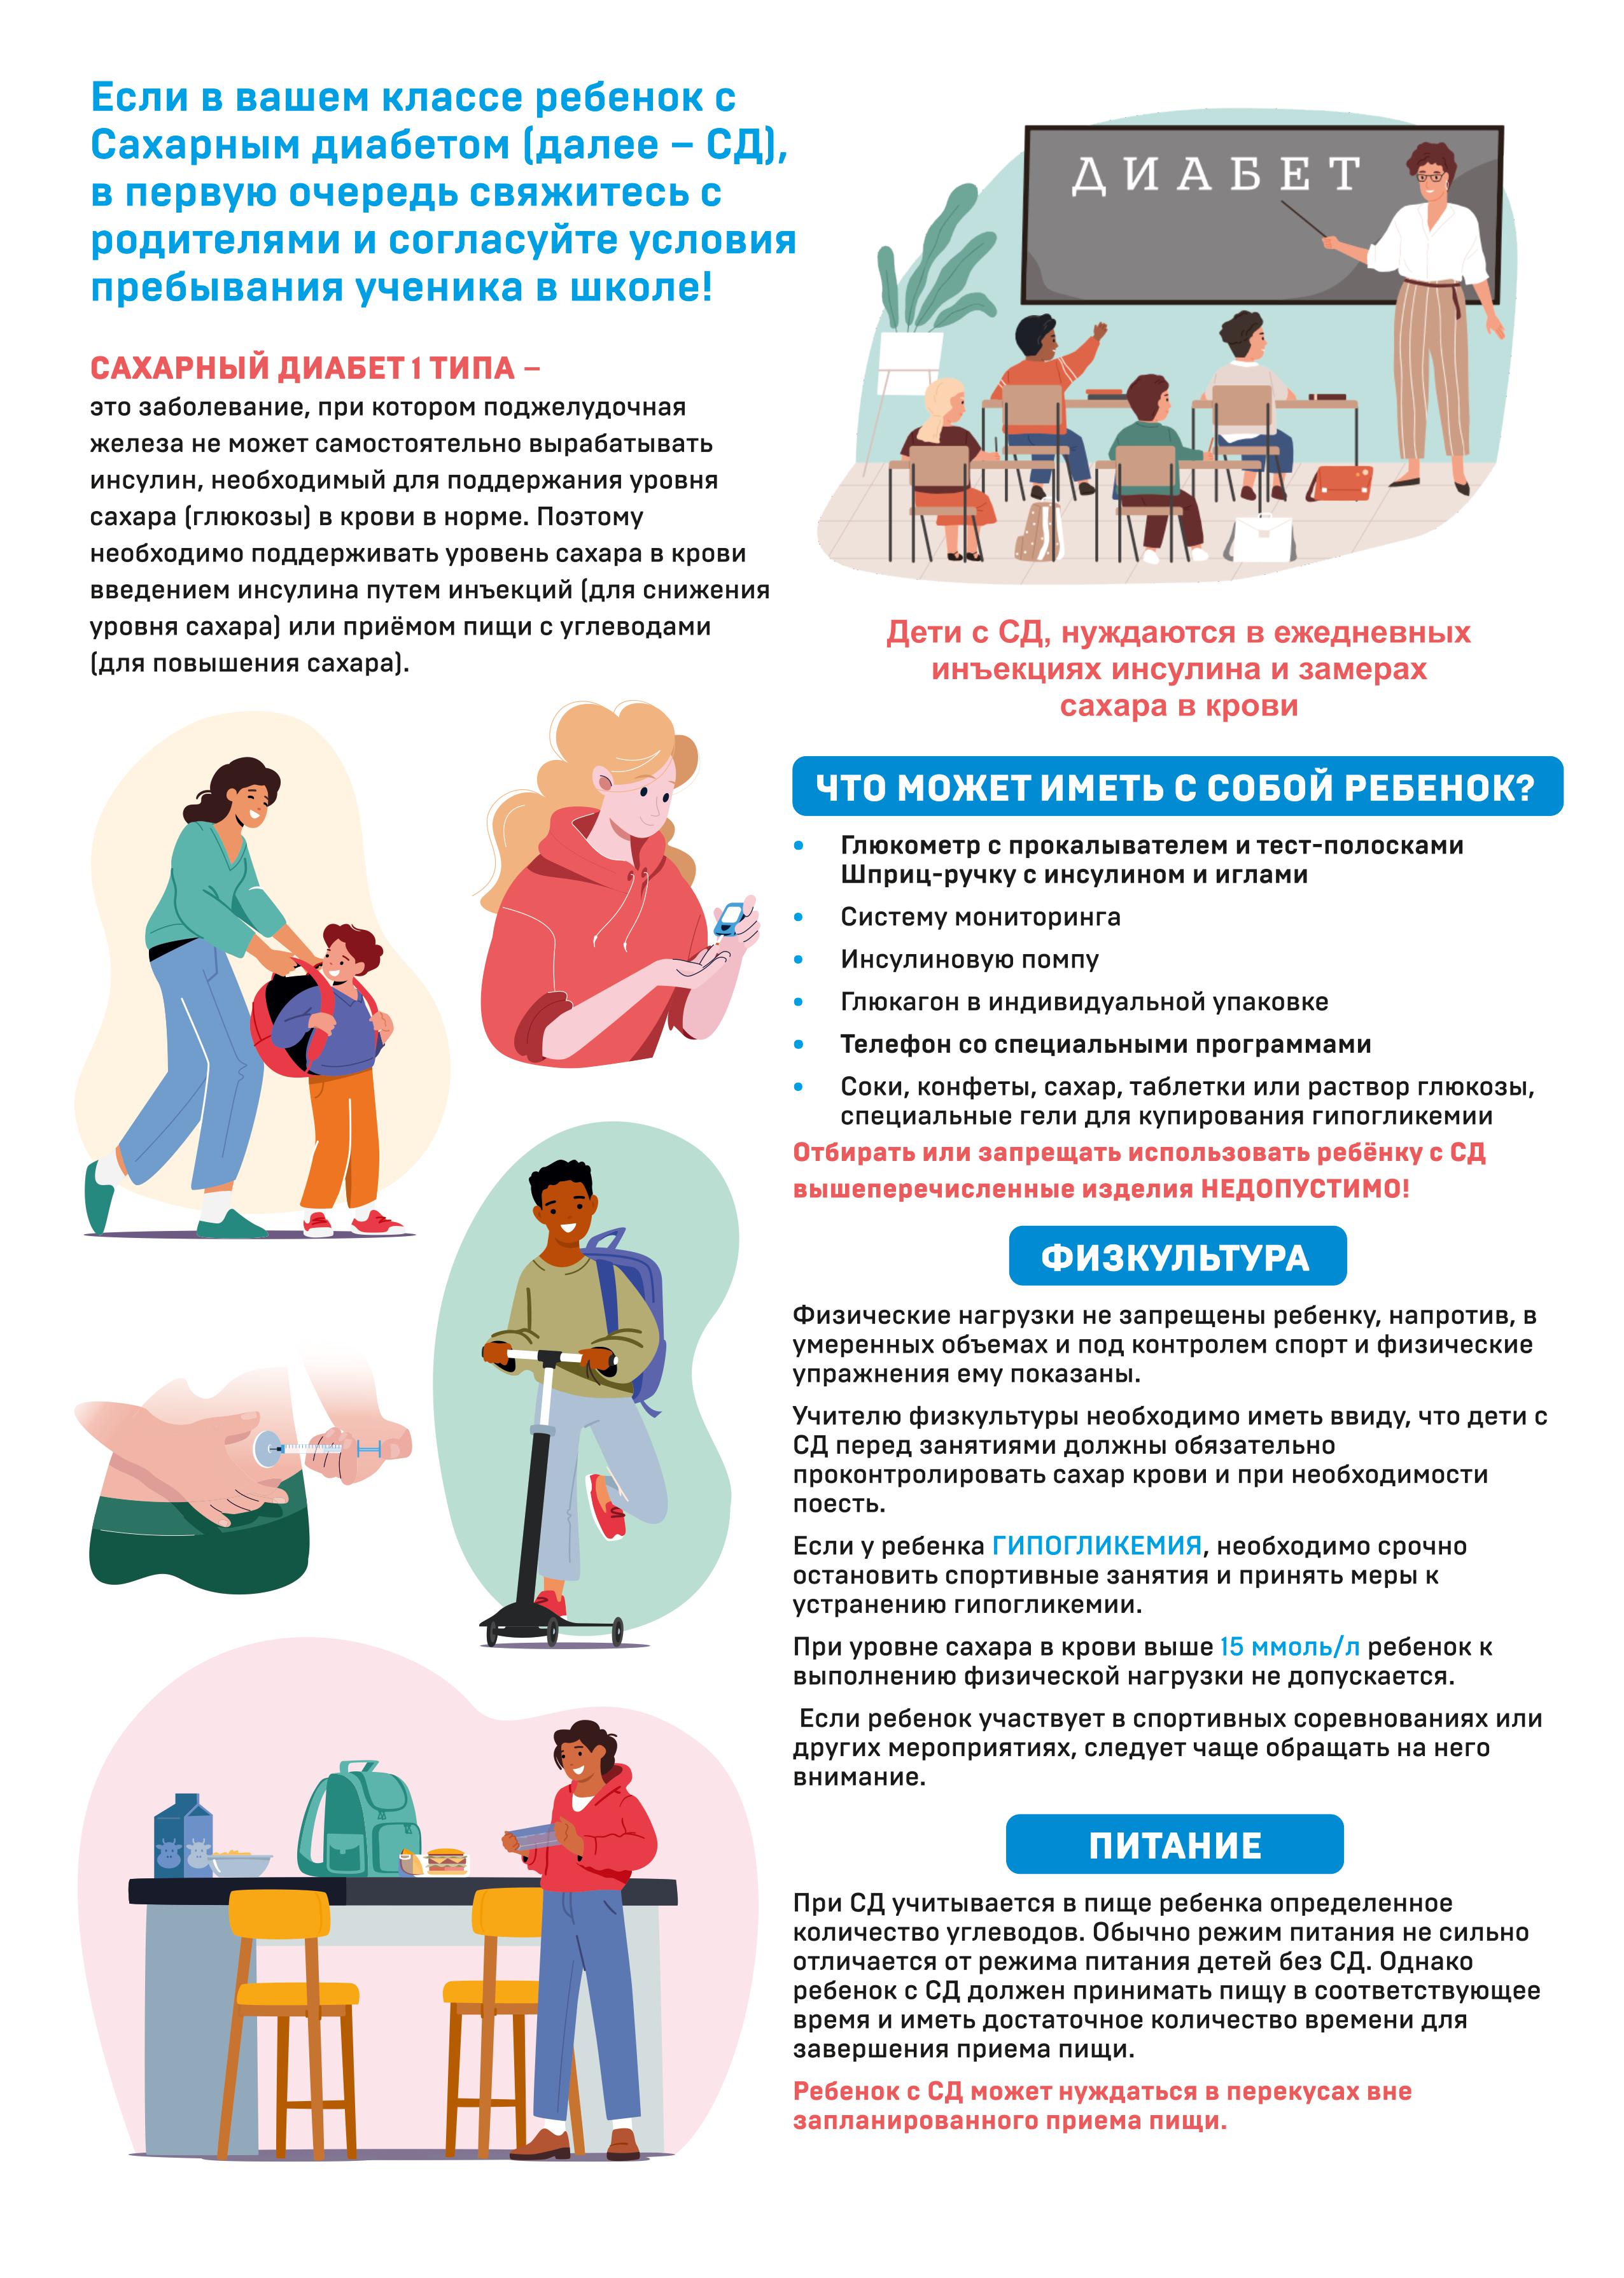 Если в вашем классе ребенок с
Сахарным диабетом (далее – СД),
в первую очередь свяжитесь с
родителями и согласуйте условия
пребывания ученика в школе!
САХАРНЫЙ ДИАБЕТ 1 ТИПА –
это заболевание, при котором поджелудочная
железа не может самостоятельно вырабатывать
инсулин, необходимый для поддержания уровня
сахара (глюкозы) в крови в норме. Поэтому
необходимо поддерживать уровень сахара в крови
введением инсулина путем инъекций (для снижения
уровня сахара) или приёмом пищи с углеводами
(для повышения сахара).
ДИАБЕТ
Дети с СД, нуждаются в ежедневных
инъекциях инсулина и замерах
сахара в крови
ЧТО МОЖЕТ ИМЕТЬ С СОБОЙ РЕБЕНОК?
• Глюкометр с прокалывателем и тест-полосками
Шприц-ручку с инсулином и иглами
• Систему мониторинга
• Инсулиновую помпу
• Глюкагон в индивидуальной упаковке
• Телефон со специальными программами
• Соки, конфеты, сахар, таблетки или раствор глюкозы,
специальные гели для купирования гипогликемии
Отбирать или запрещать использовать ребёнку с СД
вышеперечисленные изделия НЕДОПУСТИМО!
ФИЗКУЛЬТУРА
Физические нагрузки не запрещены ребенку, напротив, в
умеренных объемах и под контролем спорт и физические
упражнения ему показаны.
Учителю физкультуры необходимо иметь ввиду, что дети с
СД перед занятиями должны обязательно
проконтролировать сахар крови и при необходимости
поесть.
Если у ребенка ГИПОГЛИКЕМИЯ, необходимо срочно
остановить спортивные занятия и принять меры к
устранению гипогликемии.
При уровне сахара в крови выше 15 ммоль/л ребенок к
выполнению физической нагрузки не допускается.
Если ребенок участвует в спортивных соревнованиях или
других мероприятиях, следует чаще обращать на него
внимание.
ПИТАНИЕ
При СД учитывается в пище ребенка определенное
количество углеводов. Обычно режим питания не сильно
отличается от режима питания детей без СД. Однако
ребенок с СД должен принимать пищу в соответствующее
время и иметь достаточное количество времени для
завершения приема пищи.
Ребенок с СД может нуждаться в перекусах вне
запланированного приема пищи.